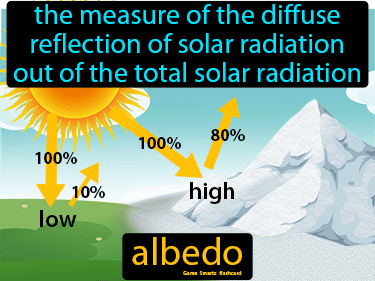 the measure of the diffuse
reflection of solar radiation
out of the total solar radiation
100%
100%
80%
10%
low
high
albedo
Game Smartz flashcard